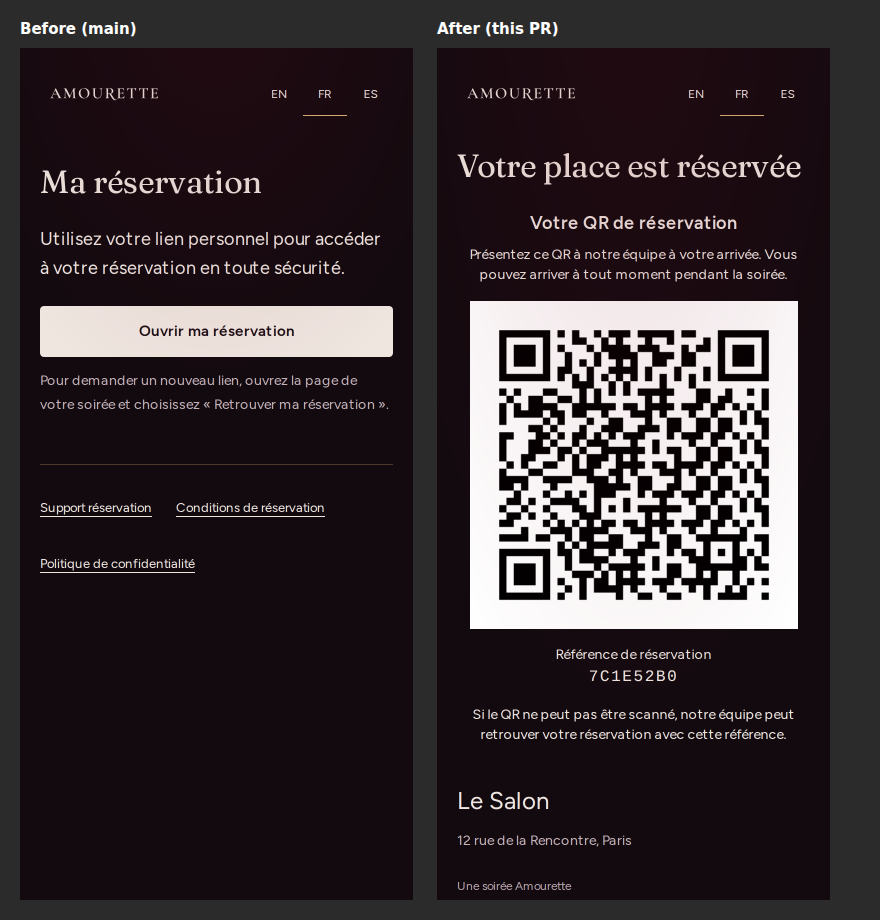 Before (main)
AMOURETTE
EN FR ES
Ma réservation
Utilisez votre lien personnel pour accéder
à votre réservation en toute sécurité.
Ouvrir ma réservation
Pour demander un nouveau lien, ouvrez la page de
votre soirée et choisissez « Retrouver ma réservation ».
Support réservation Conditions de réservation
Politique de confidentialité
After (this PR)
AMOURETTE
EN FR ES
Votre place est réservée
Votre QR de réservation
Présentez ce QR à notre équipe à votre arrivée. Vous
pouvez arriver à tout moment pendant la soirée.
Référence de réservation
7C1E52B0
Si le QR ne peut pas être scanné, notre équipe peut
retrouver votre réservation avec cette référence.
Le Salon
12 rue de la Rencontre, Paris
Une soirée Amourette